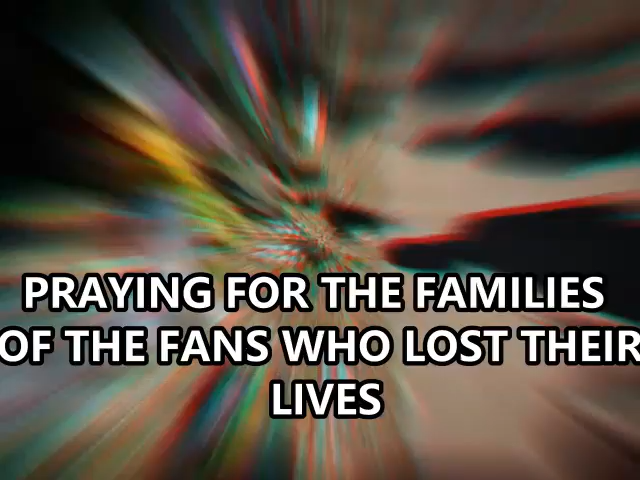 PRAYING FOR THE FAMILIES
OF THE FANS WHO LOST THEIR
LIVES